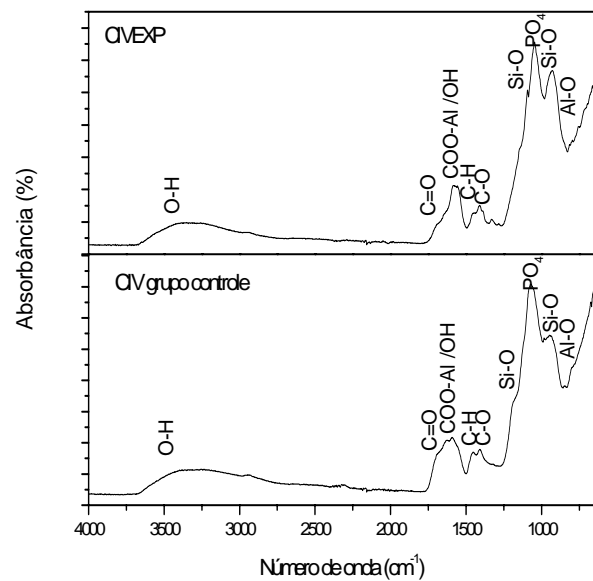 CIVEXP
O-H
C=O
COO-Al /OH
C-H
C-O
Si-O
PO4
Si-O
Al-O
CIV grupo controle
O-H
C=O
COO-Al /OH
C-H
C-O
Si-O
PO4
Si-O
Al-O
Absorbância (%)
4000 3500 3000 2500 2000 1500 1000
Número de onda (cm-1)